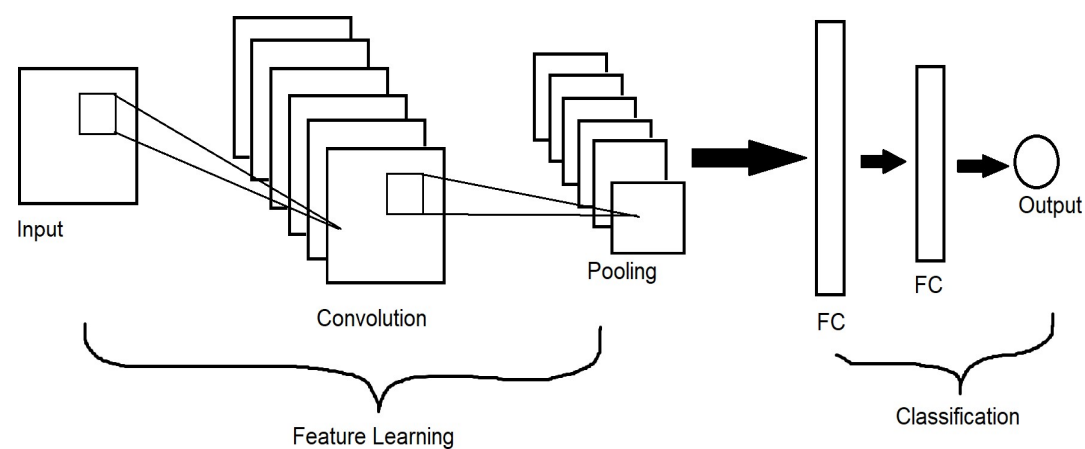 Input
Convolution
Pooling
FC
FC
Output
Feature Learning
Classification